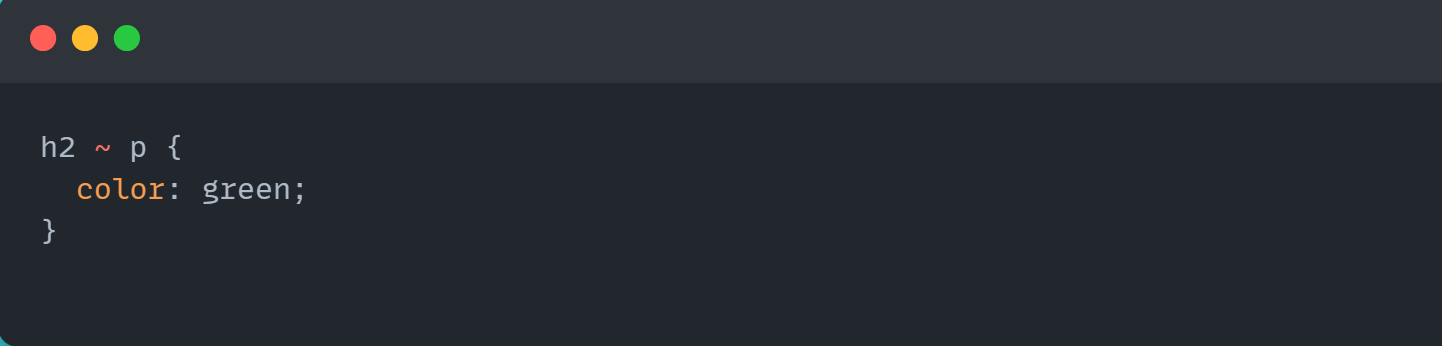 h2 ~ p {
  color: green;
}